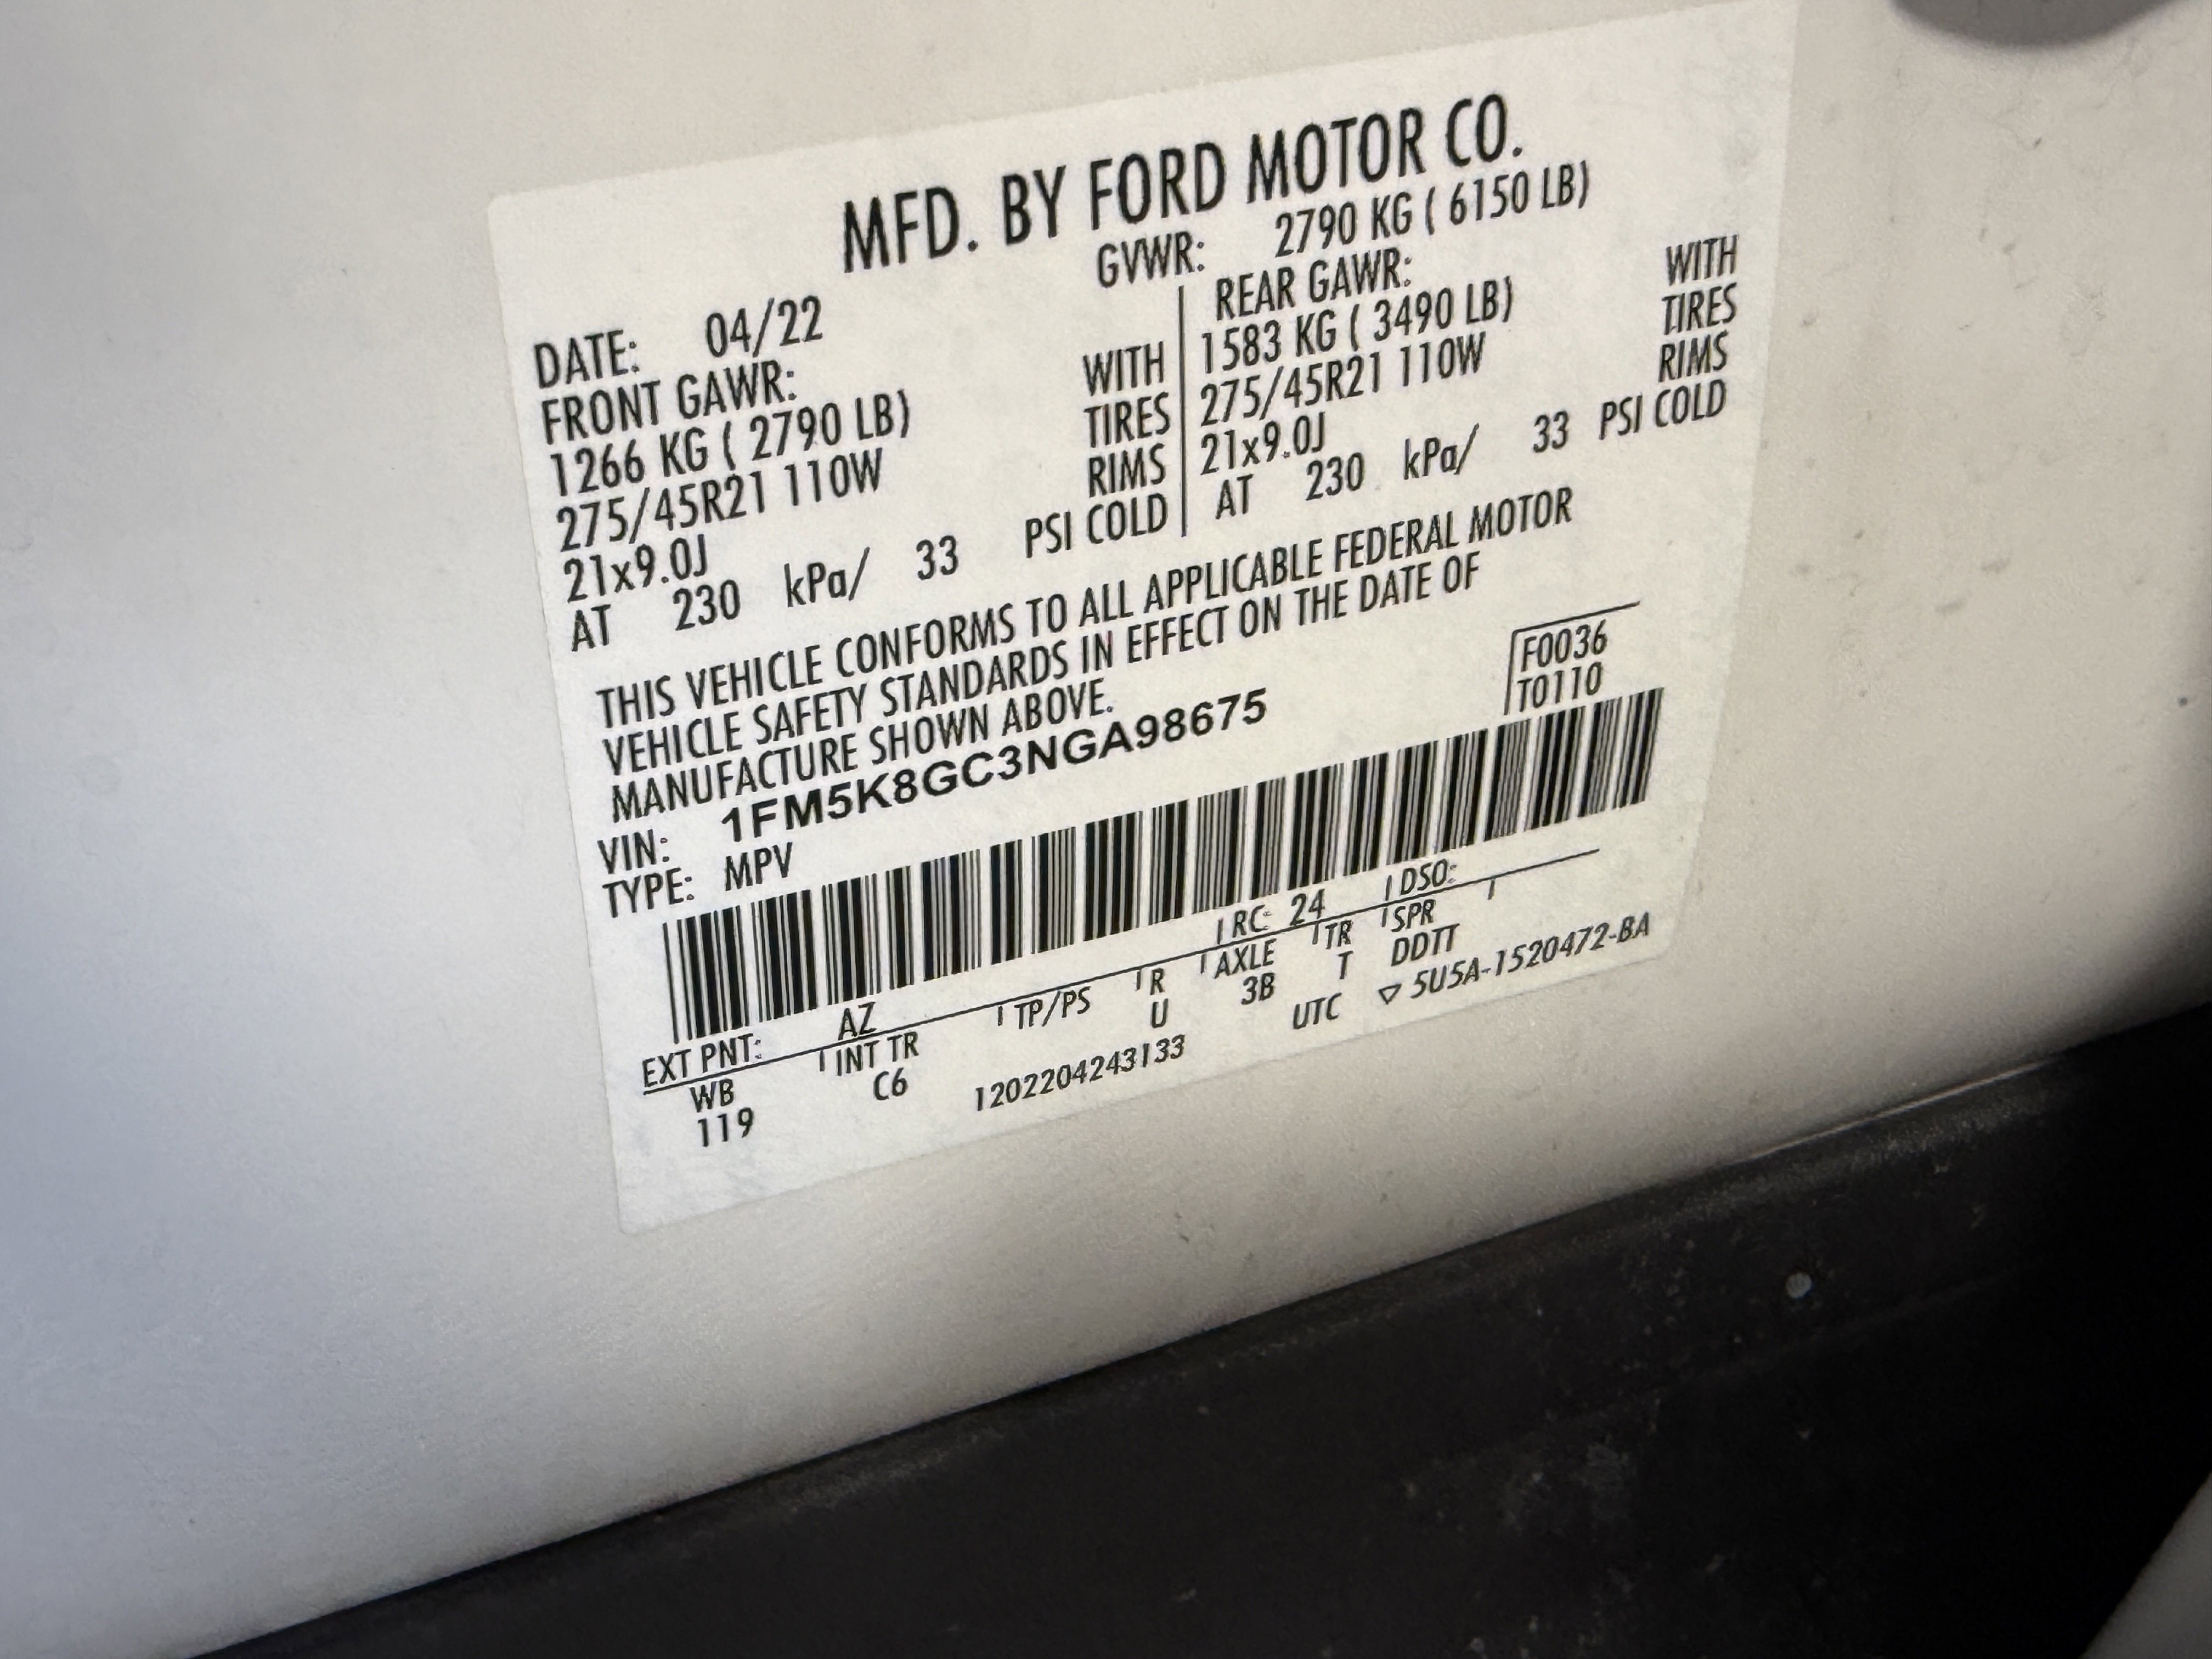 MFD. BY FORD MOTOR CO.
DATE: 04/22 GVWR: 2790 KG ( 6150 LB)
FRONT GAWR:
1266 KG ( 2790 LB) WITH
275/45R21 110W TIRES
21x9.0J RIMS
AT 230 kPa/ 33 PSI COLD
REAR GAWR:
1583 KG ( 3490 LB) WITH
275/45R21 110W TIRES
21x9.0J RIMS
AT 230 kPa/ 33 PSI COLD
THIS VEHICLE CONFORMS TO ALL APPLICABLE FEDERAL MOTOR
VEHICLE SAFETY STANDARDS IN EFFECT ON THE DATE OF
MANUFACTURE SHOWN ABOVE.
VIN: 1FM5K8GC3NGA98675
TYPE: MPV
F0036
T0110
EXT PNT: AZ RC: 24 DSO:
WB INT TR TP/PS R AXLE TR SPR
119 C6 U 3B T DDTT
1202204243133 UTC ▽ 5U5A-1520472-BA